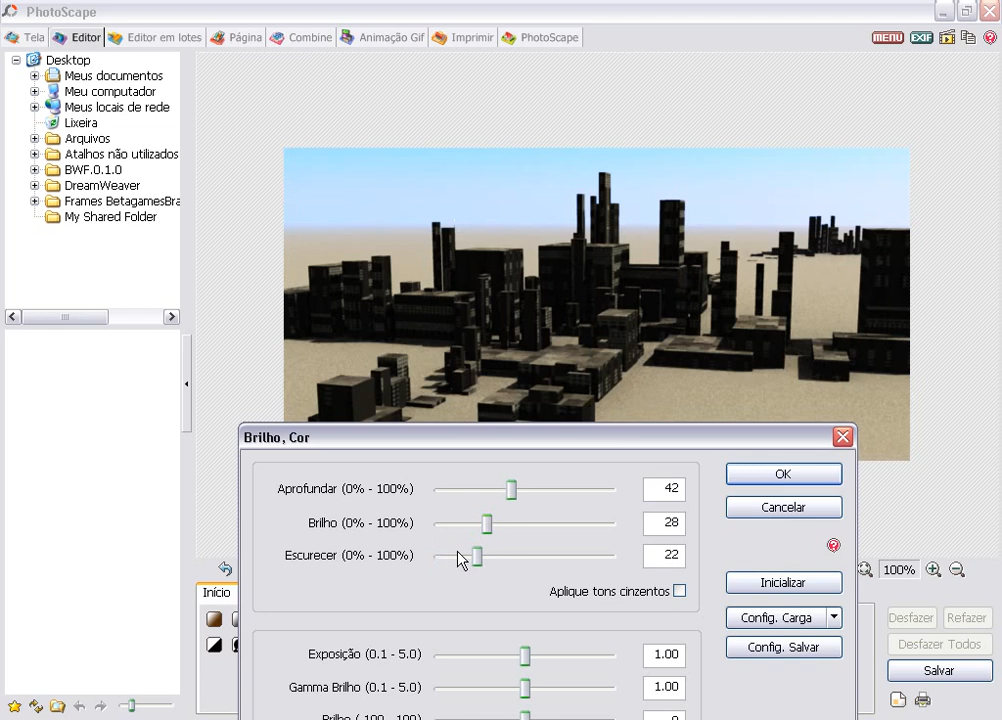 PhotoScape
Tela
Editor
Editor em lotes
Página
Combine
Animação Gif
Imprimir
PhotoScape
MENU
EXIF
Desktop
Meus documentos
Meu computador
Meus locais de rede
Lixeira
Arquivos
Atalhos não utilizados
BWF.0.1.0
DreamWeaver
Frames BetagamesBra
My Shared Folder
Brilho, Cor
Aprofundar (0% - 100%)
42
OK
Brilho (0% - 100%)
28
Cancelar
Escurecer (0% - 100%)
22
Aplique tons cinzentos
Inicializar
Config. Carga
Config. Salvar
Exposição (0.1 - 5.0)
1.00
Gamma Brilho (0.1 - 5.0)
1.00
Brilho (-100 - 100)
0
Início
100%
Desfazer
Refazer
Desfazer Todos
Salvar